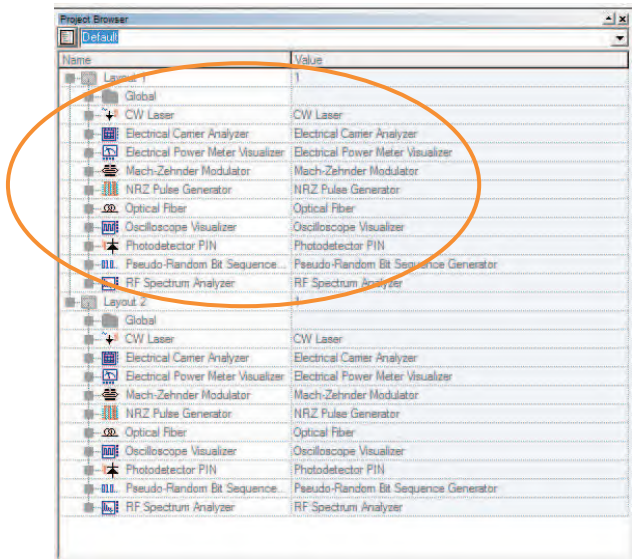 Project Browser
Default
Name Value
Layout 1 1
Global
CW Laser CW Laser
Electrical Carrier Analyzer Electrical Carrier Analyzer
Electrical Power Meter Visualizer Electrical Power Meter Visualizer
Mach-Zehnder Modulator Mach-Zehnder Modulator
NRZ Pulse Generator NRZ Pulse Generator
Optical Fiber Optical Fiber
Oscilloscope Visualizer Oscilloscope Visualizer
Photodetector PIN Photodetector PIN
Pseudo-Random Bit Sequence... Pseudo-Random Bit Sequence Generator
RF Spectrum Analyzer RF Spectrum Analyzer
Layout 2 1
Global
CW Laser CW Laser
Electrical Carrier Analyzer Electrical Carrier Analyzer
Electrical Power Meter Visualizer Electrical Power Meter Visualizer
Mach-Zehnder Modulator Mach-Zehnder Modulator
NRZ Pulse Generator NRZ Pulse Generator
Optical Fiber Optical Fiber
Oscilloscope Visualizer Oscilloscope Visualizer
Photodetector PIN Photodetector PIN
Pseudo-Random Bit Sequence... Pseudo-Random Bit Sequence Generator
RF Spectrum Analyzer RF Spectrum Analyzer